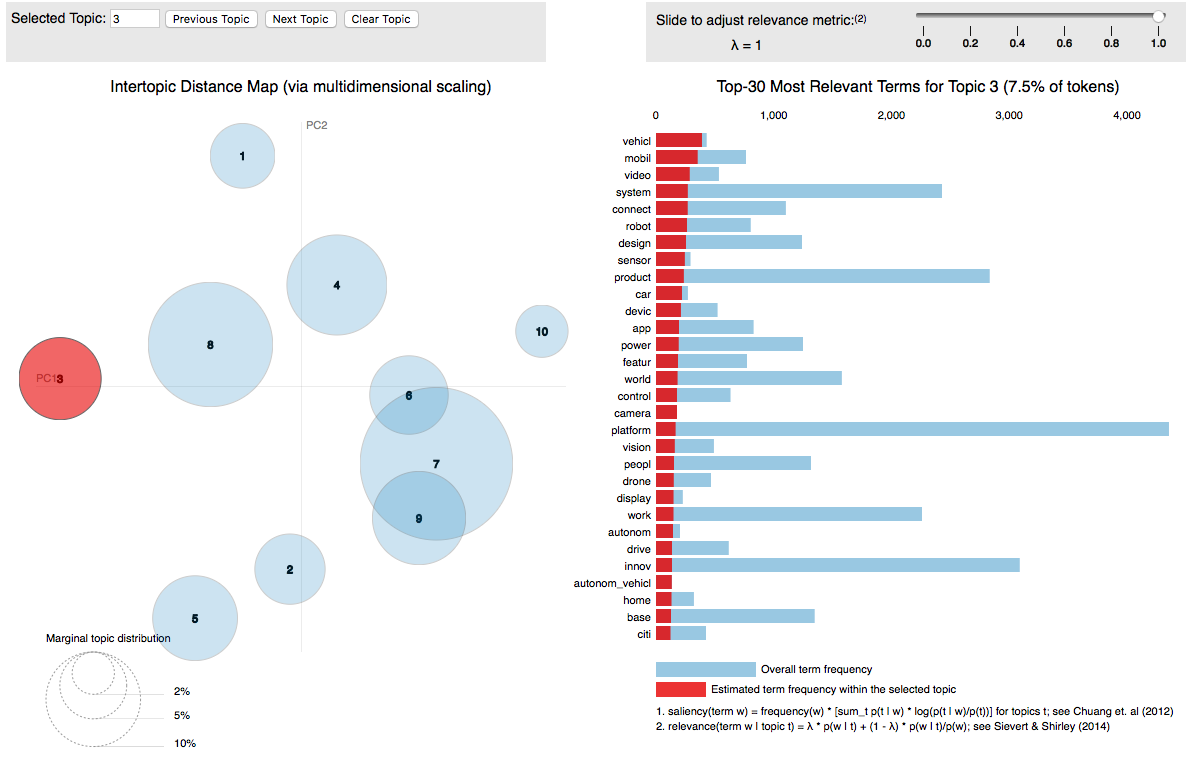 Selected Topic: 3 Previous Topic Next Topic Clear Topic
Slide to adjust relevance metric:(2)
λ = 1
0.0 0.2 0.4 0.6 0.8 1.0
Intertopic Distance Map (via multidimensional scaling)
PC2
1
4
8
10
PC1
3
6
7
9
2
5
Marginal topic distribution
2%
5%
10%
Top-30 Most Relevant Terms for Topic 3 (7.5% of tokens)
0 1,000 2,000 3,000 4,000
vehicl
mobil
video
system
connect
robot
design
sensor
product
car
devic
app
power
featur
world
control
camera
platform
vision
peopl
drone
display
work
autonom
drive
innov
autonom_vehicl
home
base
citi
Overall term frequency
Estimated term frequency within the selected topic
1. saliency(term w) = frequency(w) * [sum_t p(t | w) * log(p(t | w)/p(t))] for topics t; see Chuang et. al (2012)
2. relevance(term w | topic t) = λ * p(w | t) + (1 - λ) * p(w | t)/p(w); see Sievert & Shirley (2014)